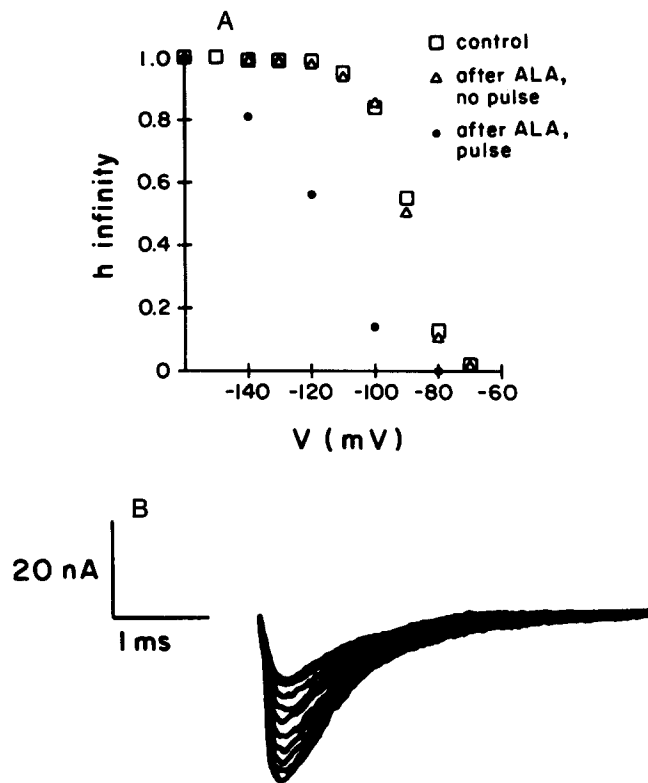 A
control
after ALA,
no pulse
after ALA,
pulse
h infinity
1.0
0.8
0.6
0.4
0.2
0
-140
-120
-100
-80
-60
V (mV)
B
20 nA
1 ms